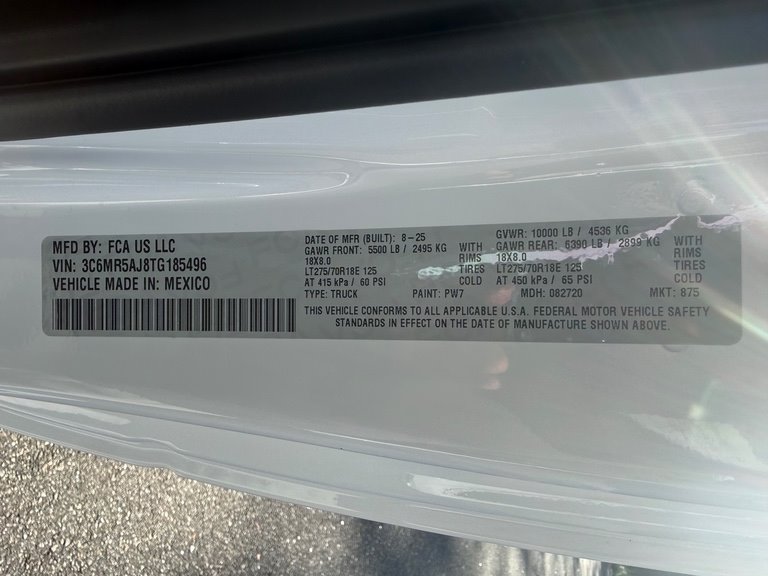 MFD BY: FCA US LLC
VIN: 3C6MR5AJ8TG185496
VEHICLE MADE IN: MEXICO
DATE OF MFR (BUILT): 8-25
GAWR FRONT: 5500 LB / 2495 KG WITH
18X8.0 RIMS
LT275/70R18E 125 TIRES
AT 415 kPa / 60 PSI COLD
GVWR: 10000 LB / 4536 KG
GAWR REAR: 6390 LB / 2899 KG WITH
18X8.0 RIMS
LT275/70R18E 125 TIRES
AT 450 kPa / 65 PSI COLD
TYPE: TRUCK PAINT: PW7 MDH: 082720 MKT: 875
THIS VEHICLE CONFORMS TO ALL APPLICABLE U.S.A. FEDERAL MOTOR VEHICLE SAFETY
STANDARDS IN EFFECT ON THE DATE OF MANUFACTURE SHOWN ABOVE.